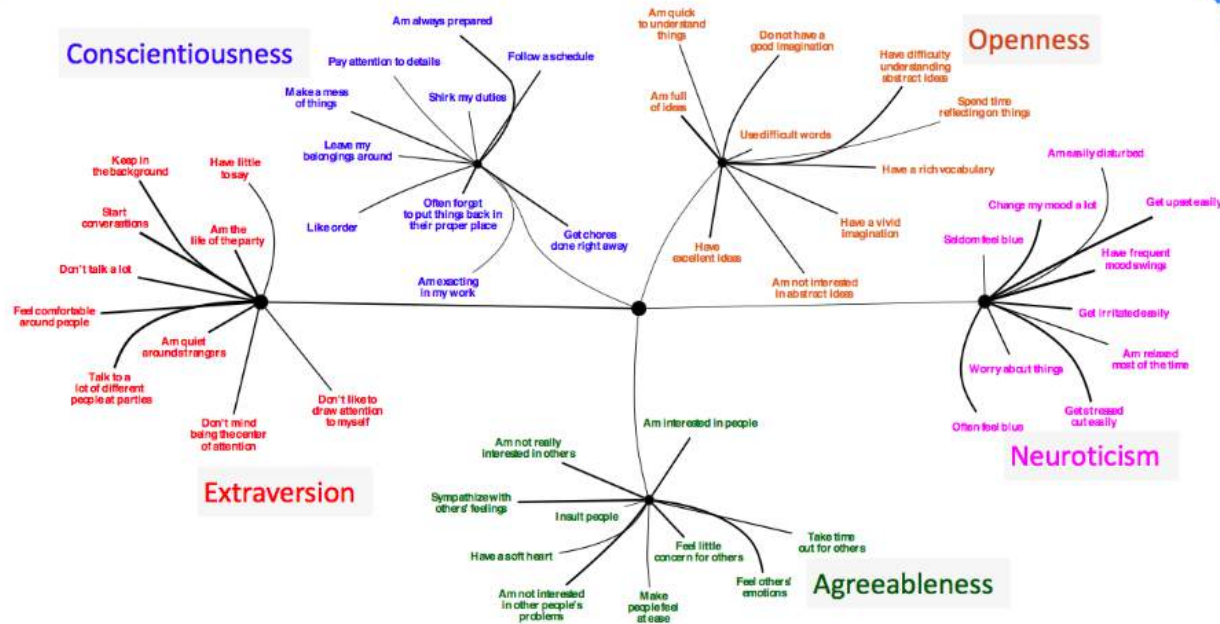 Conscientiousness
Am always prepared
Follow a schedule
Pay attention to details
Make a mess
of things
Shirk my duties
Leave my
belongings around
Like order
Often forget
to put things back in
their proper place
Get chores
done right away
Am exacting
in my work
Openness
Am quick
to understand
things
Do not have a
good imagination
Have difficulty
understanding
abstract ideas
Am full
of ideas
Spend time
reflecting on things
Use difficult words
Have a rich vocabulary
Have a vivid
imagination
Have
excellent ideas
Am not interested
in abstract ideas
Keep in
the background
Have little
to say
Start
conversations
Am the
life of the party
Don't talk a lot
Feel comfortable
around people
Am quiet
around strangers
Talk to a
lot of different
people at parties
Don't mind
being the center
of attention
Don't like to
draw attention
to myself
Extraversion
Am easily disturbed
Change my mood a lot
Get upset easily
Seldom feel blue
Have frequent
mood swings
Get irritated easily
Am relaxed
most of the time
Worry about things
Get stressed
out easily
Often feel blue
Neuroticism
Am interested in people
Am not really
interested in others
Sympathize with
others' feelings
Insult people
Have a soft heart
Feel little
concern for others
Take time
out for others
Am not interested
in other people's
problems
Make
people feel
at ease
Feel others'
emotions
Agreeableness